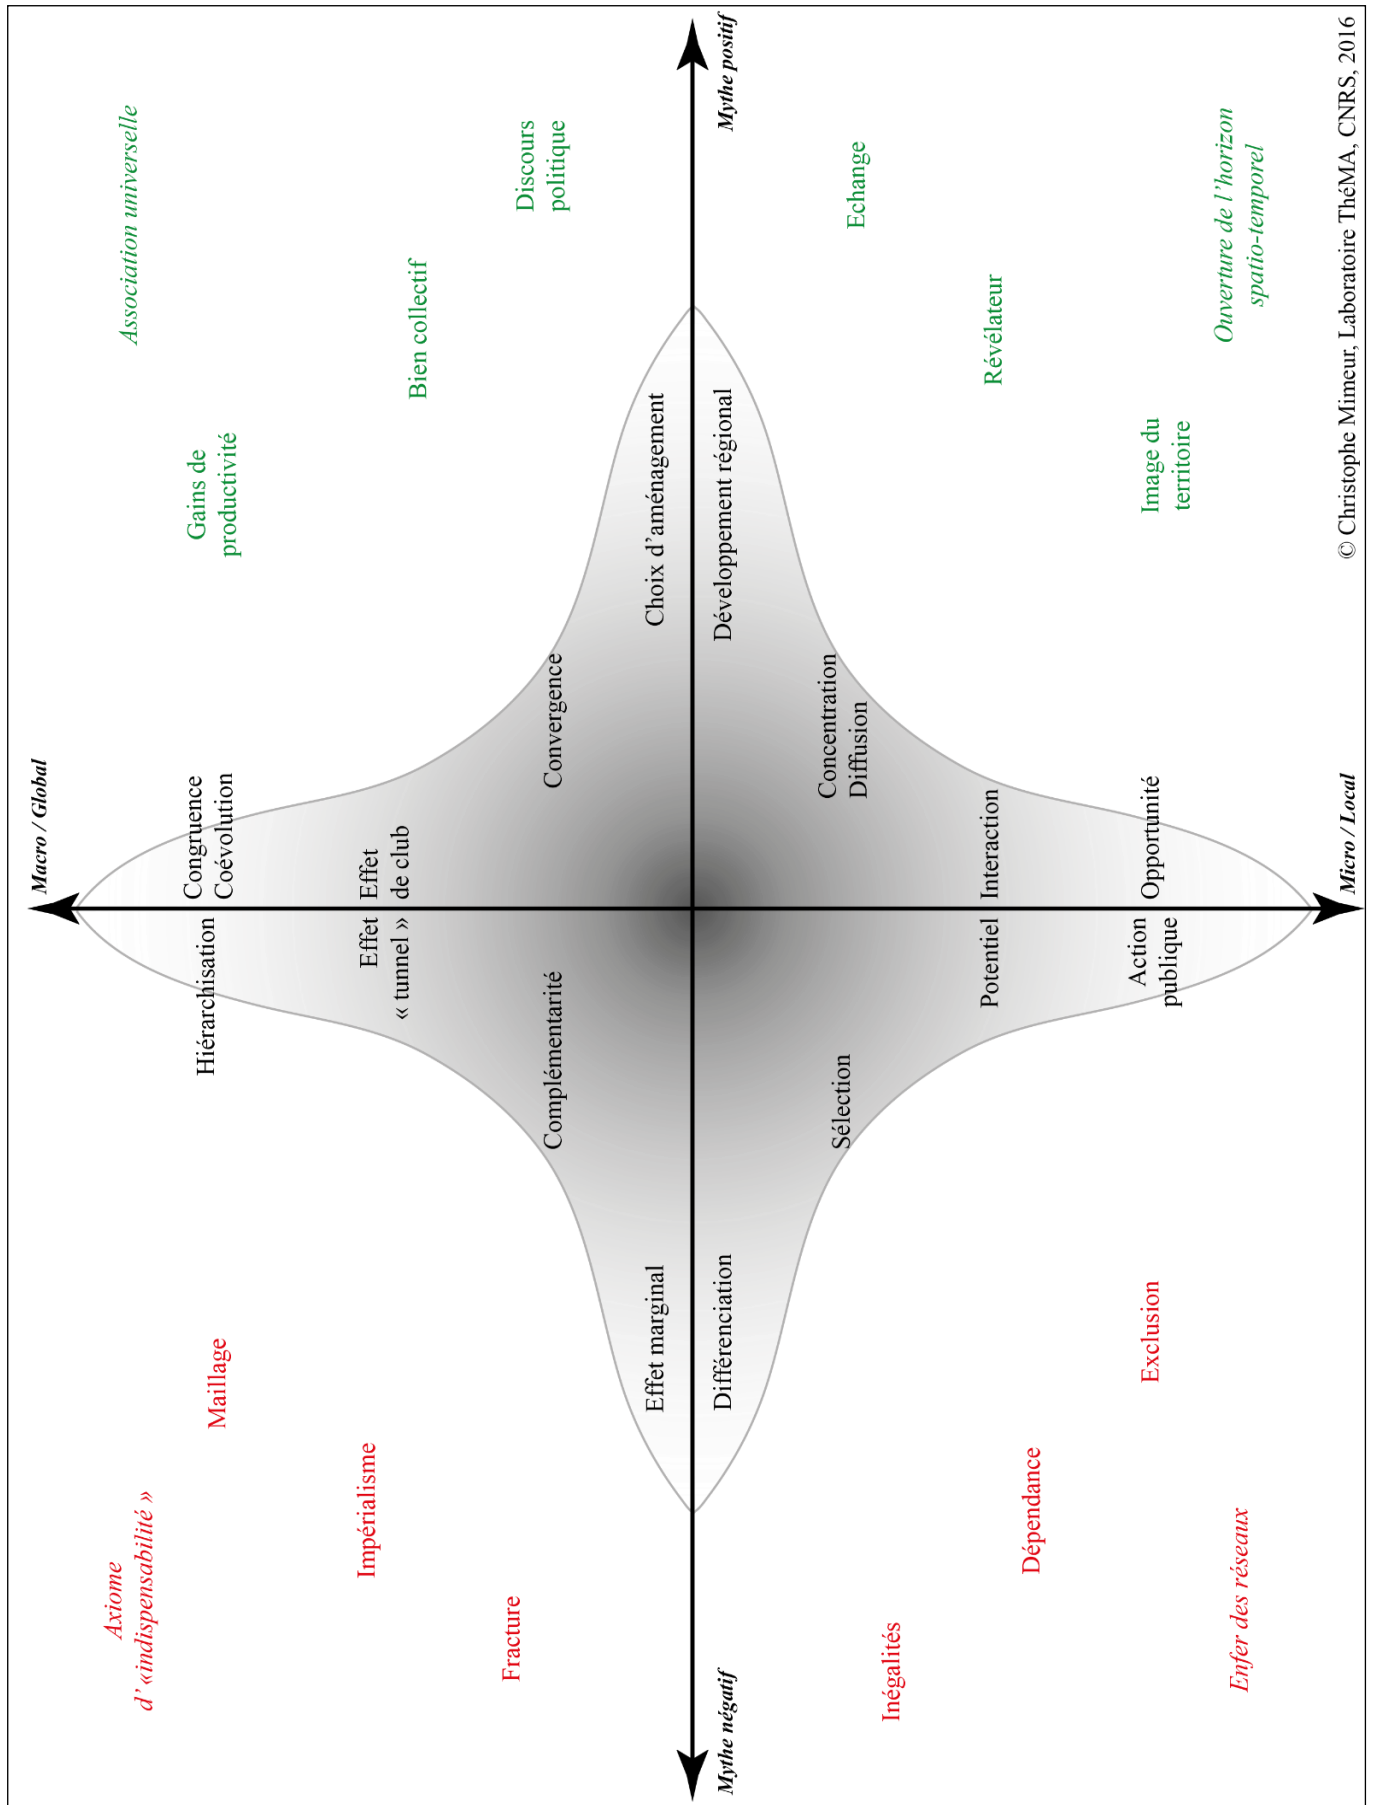 Macro / Global
Axiome
d’ «indispensabilité »
Association universelle
Maillage
Hiérarchisation
Congruence
Coévolution
Gains de
productivité
Impérialisme
Effet
« tunnel »
Effet
de club
Bien collectif
Fracture
Complémentarité
Convergence
Discours
politique
Effet marginal
Choix d’aménagement
Mythe négatif
Mythe positif
Différenciation
Développement régional
Inégalités
Sélection
Concentration
Diffusion
Echange
Dépendance
Potentiel
Interaction
Révélateur
Exclusion
Action
publique
Opportunité
Image du
territoire
Enfer des réseaux
Ouverture de l’horizon
spatio-temporel
Micro / Local
© Christophe Mimeur, Laboratoire ThéMA, CNRS, 2016